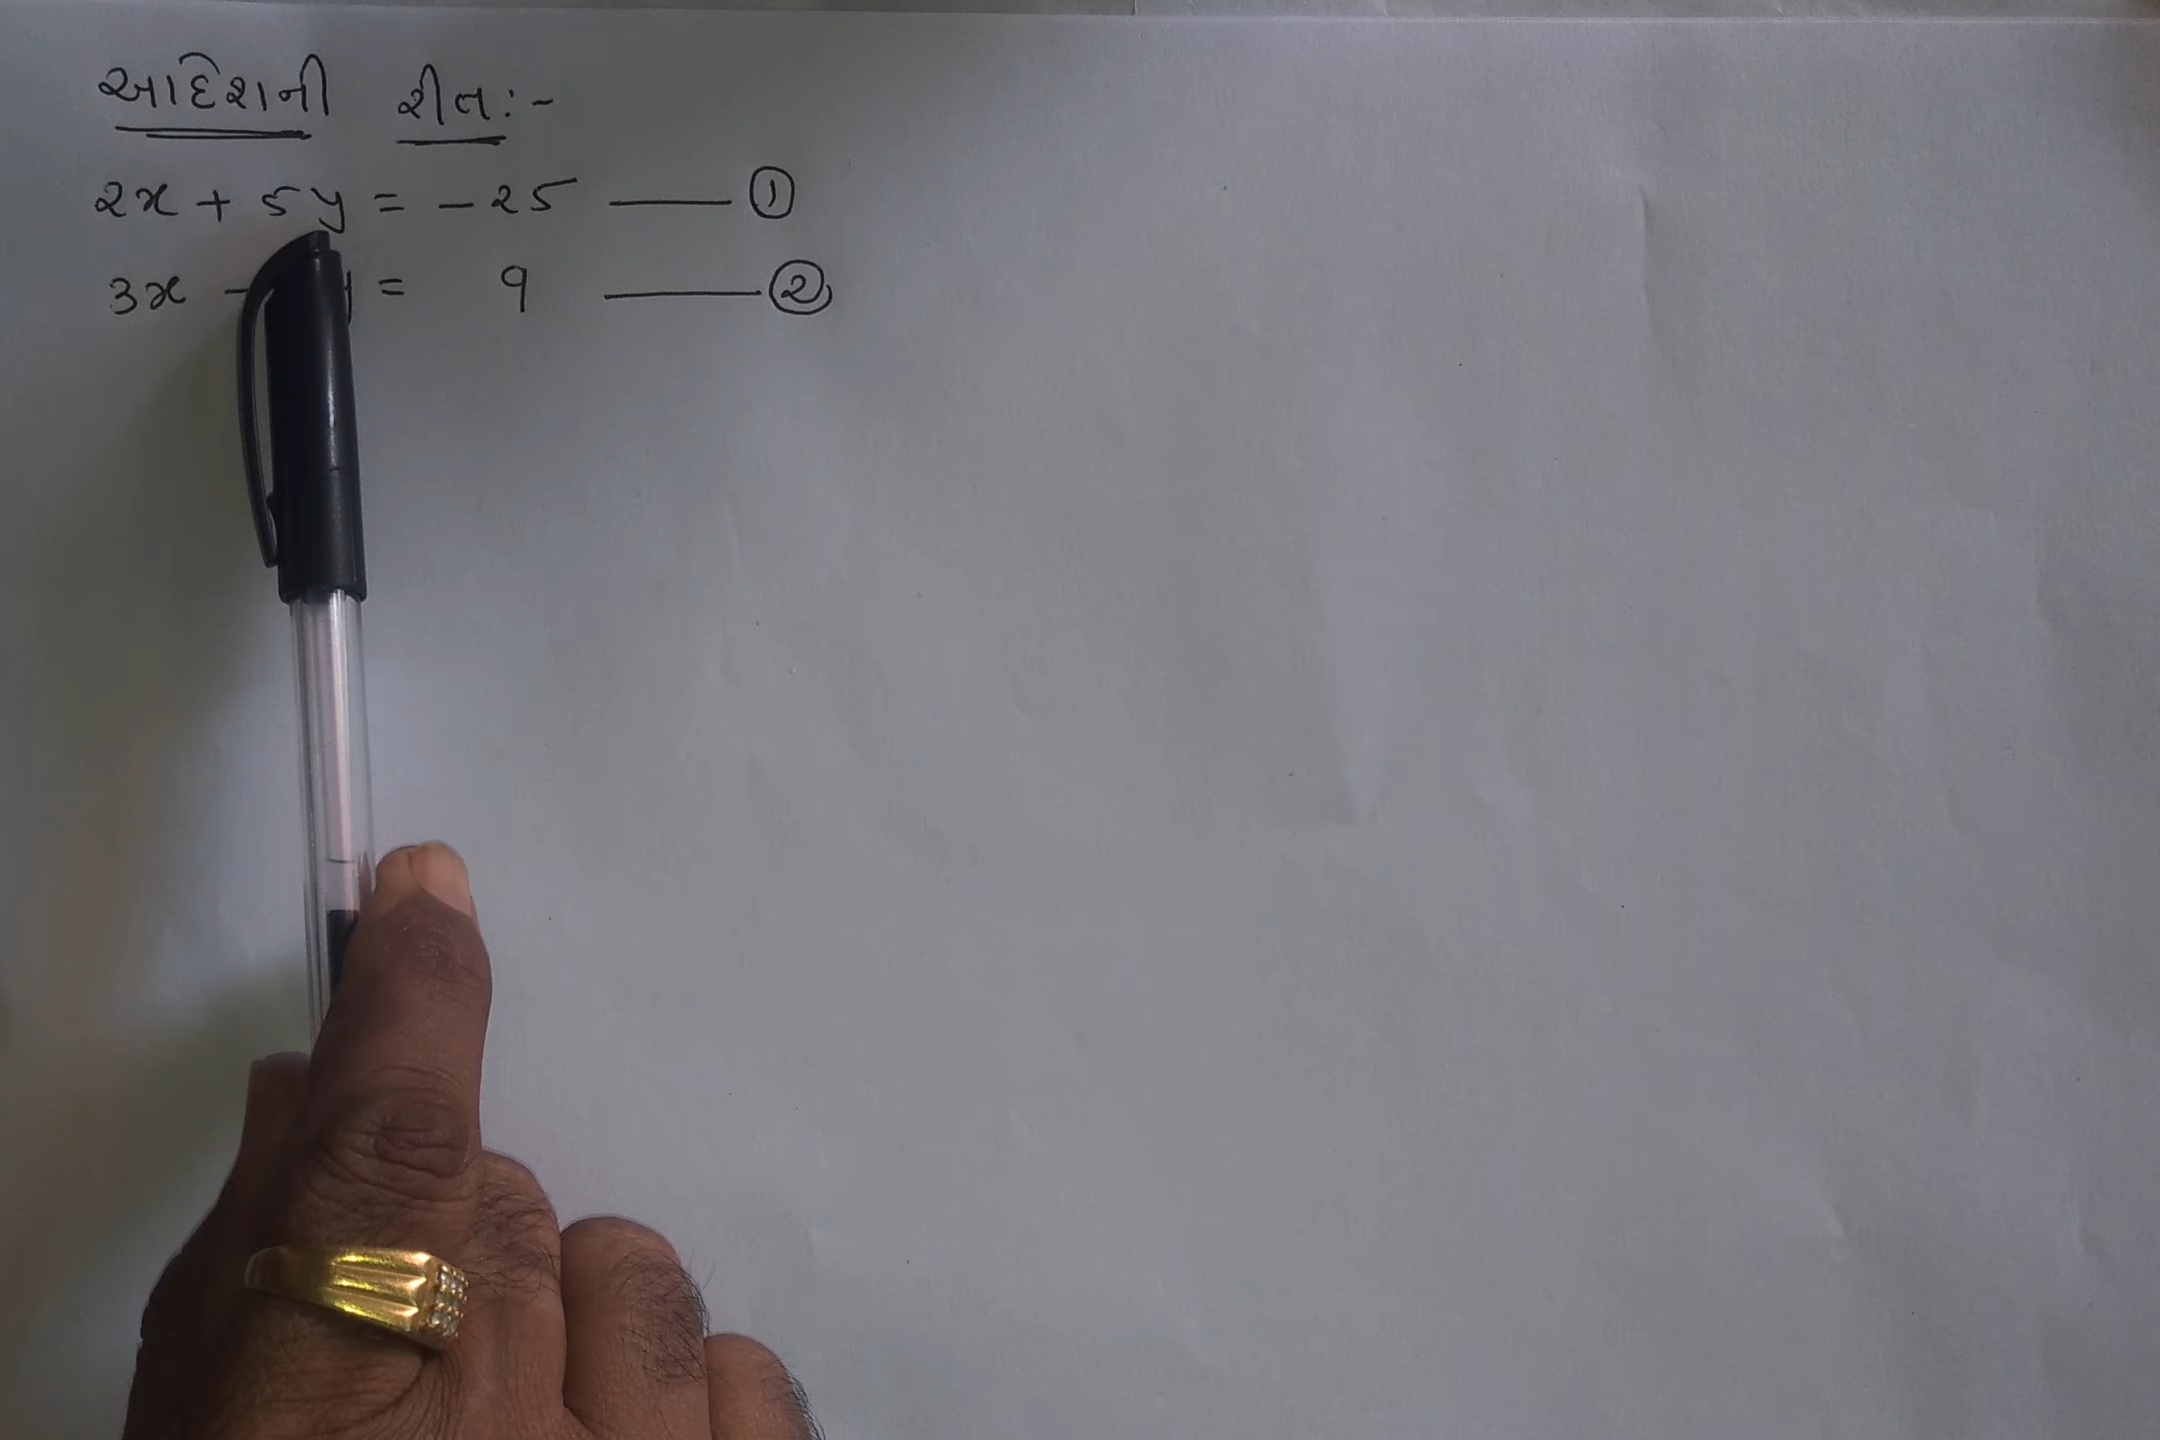 આદેશની રીત :-
2x + 5y = -25 —— ①
3x - y = 9 —— ②